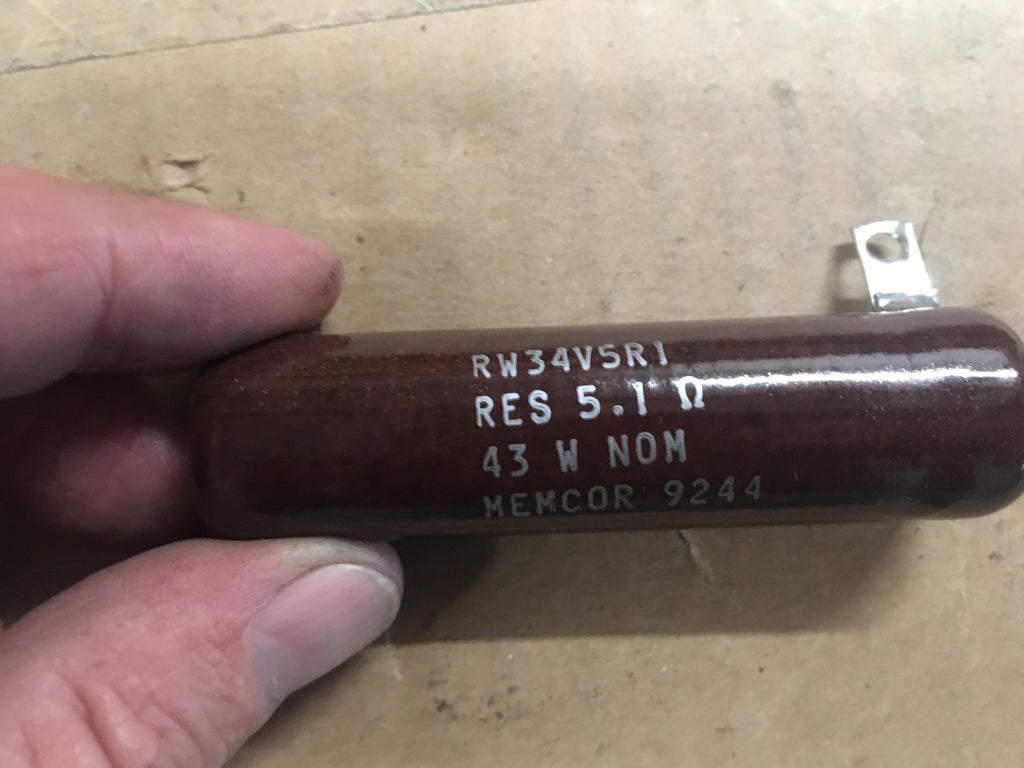 RW34V5R1
RES 5.1 Ω
43 W NOM
MEMCOR 9244